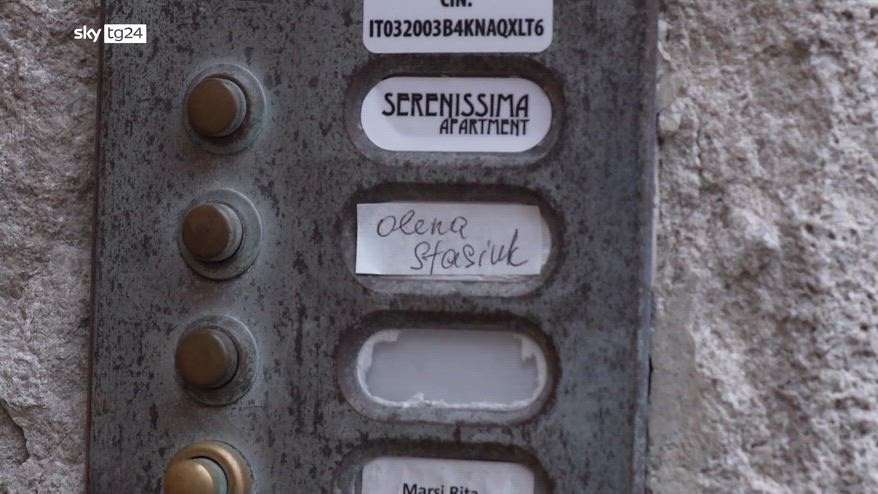 sky tg24
CIN:
IT032003B4KNAQXLT6
SERENISSIMA
APARTMENT
Olena
Stasiuk
Marsi Rita